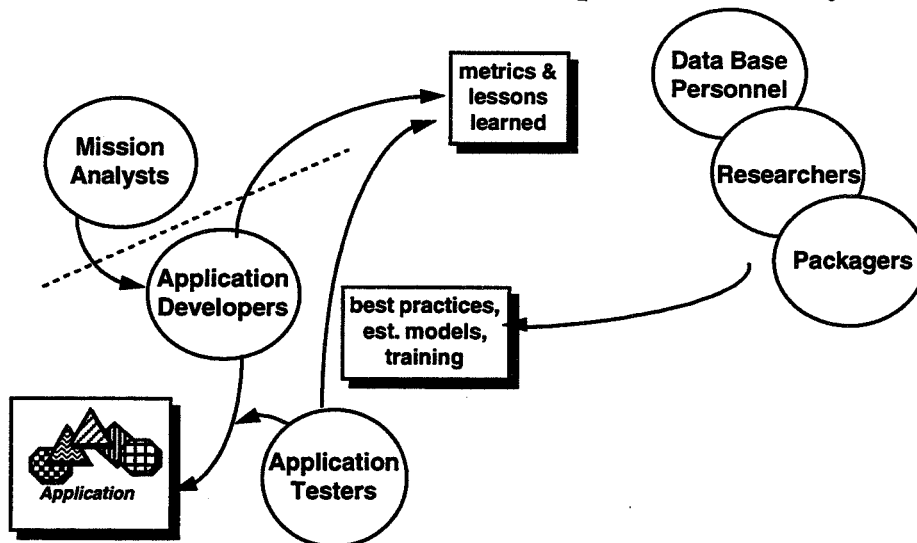 metrics &
lessons
learned
Data Base
Personnel
Mission
Analysts
Researchers
Application
Developers
Packagers
best practices,
est. models,
training
Application
Application
Testers